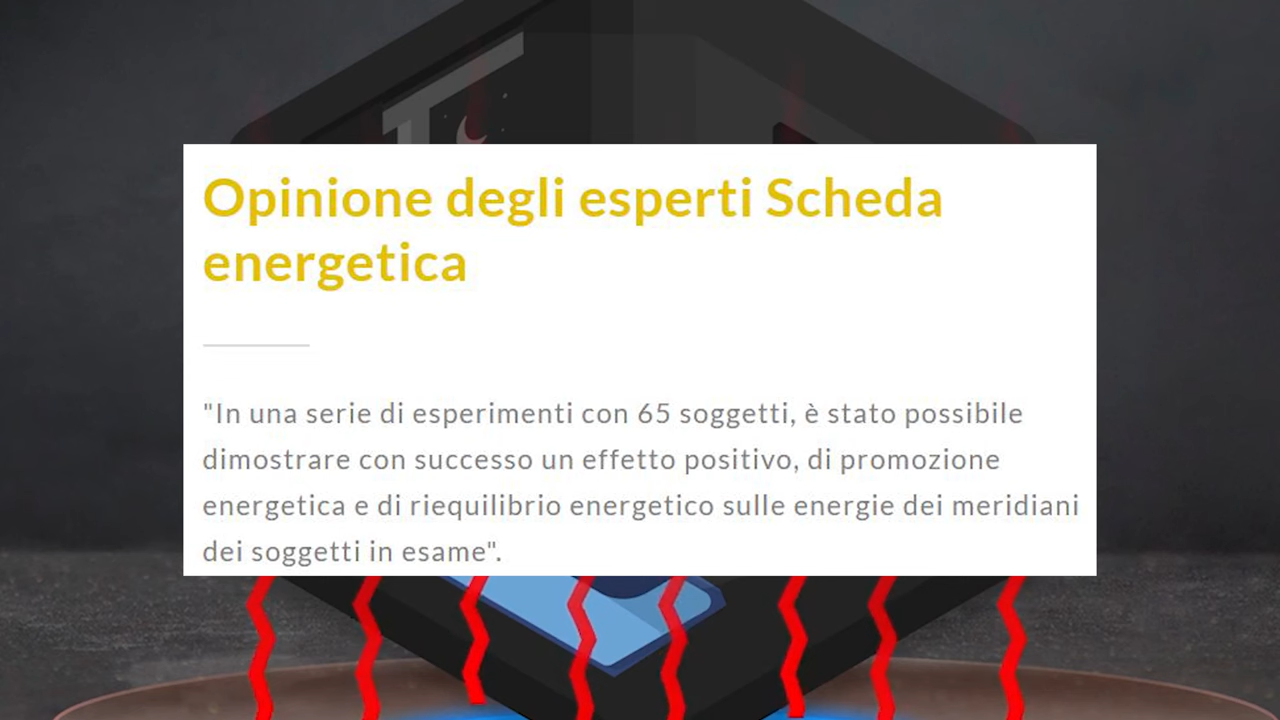 Opinione degli esperti Scheda
energetica
"In una serie di esperimenti con 65 soggetti, è stato possibile
dimostrare con successo un effetto positivo, di promozione
energetica e di riequilibrio energetico sulle energie dei meridiani
dei soggetti in esame".